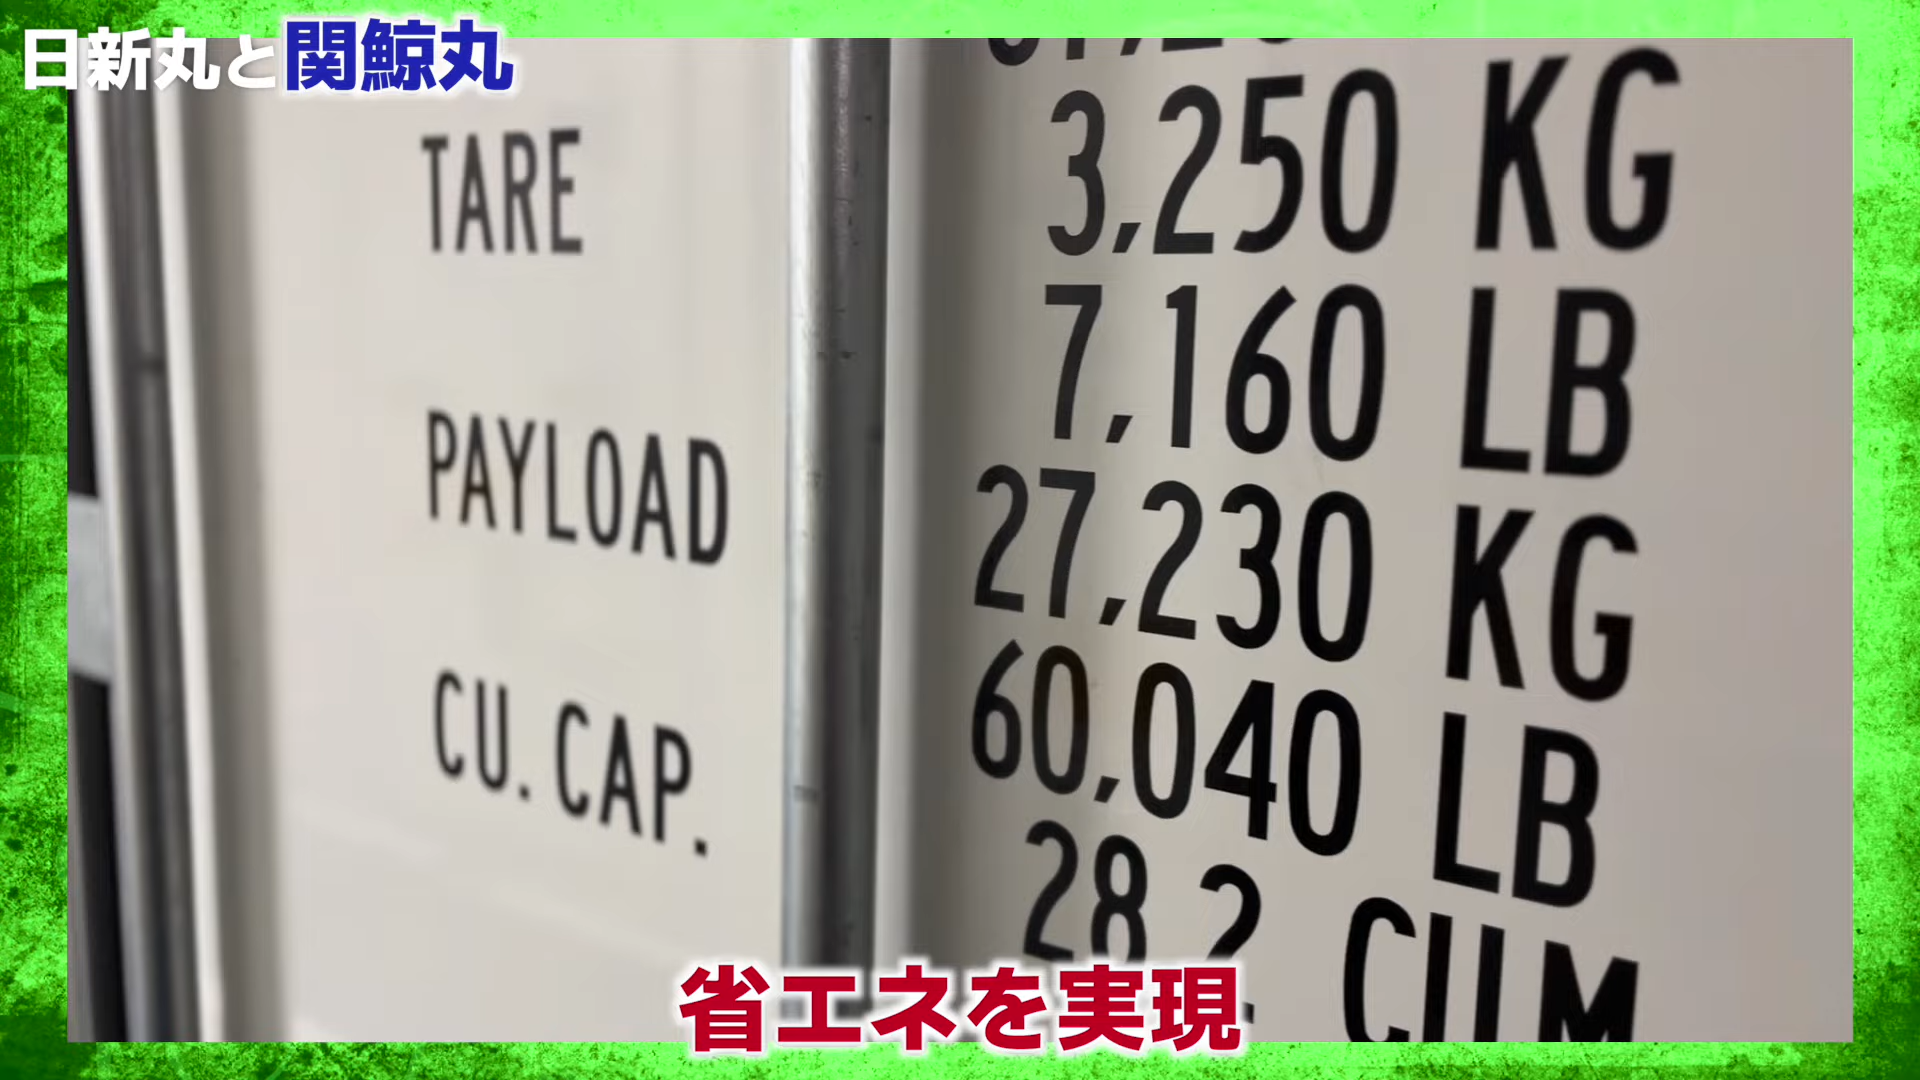 日新丸と関鯨丸
TARE
3,250 KG
7,160 LB
PAYLOAD
27,230 KG
60,040 LB
CU. CAP.
28.2 CU.M
省エネを実現